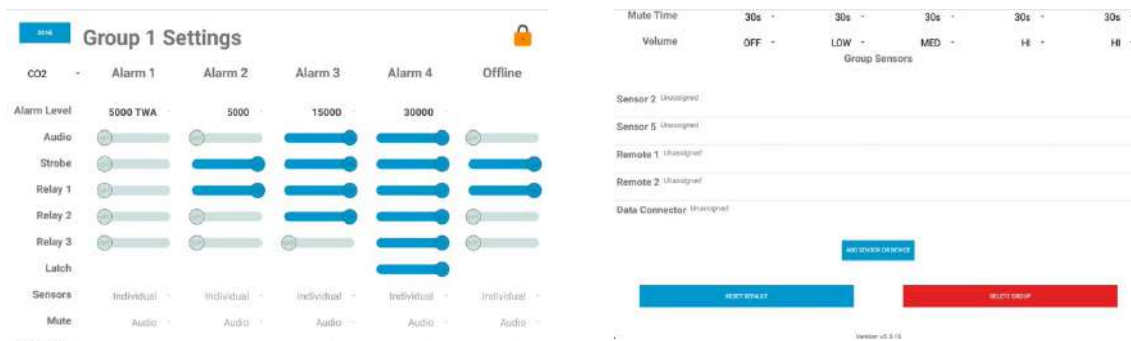 DONE
Group 1 Settings
CO2 Alarm 1 Alarm 2 Alarm 3 Alarm 4 Offline
Alarm Level 5000 TWA 5000 15000 30000
Audio
Strobe
Relay 1
Relay 2
Relay 3
Latch
Sensors Individual Individual Individual Individual Individual
Mute Audio Audio Audio Audio Audio
Mute Time 30s 30s 30s 30s 30s
Volume OFF LOW MED HI HI
Group Sensors
Sensor 2 Unassigned
Sensor 5 Unassigned
Remote 1 Unassigned
Remote 2 Unassigned
Data Connector Unassigned
ADD SENSOR OR DEVICE
RESET DEFAULT
DELETE GROUP